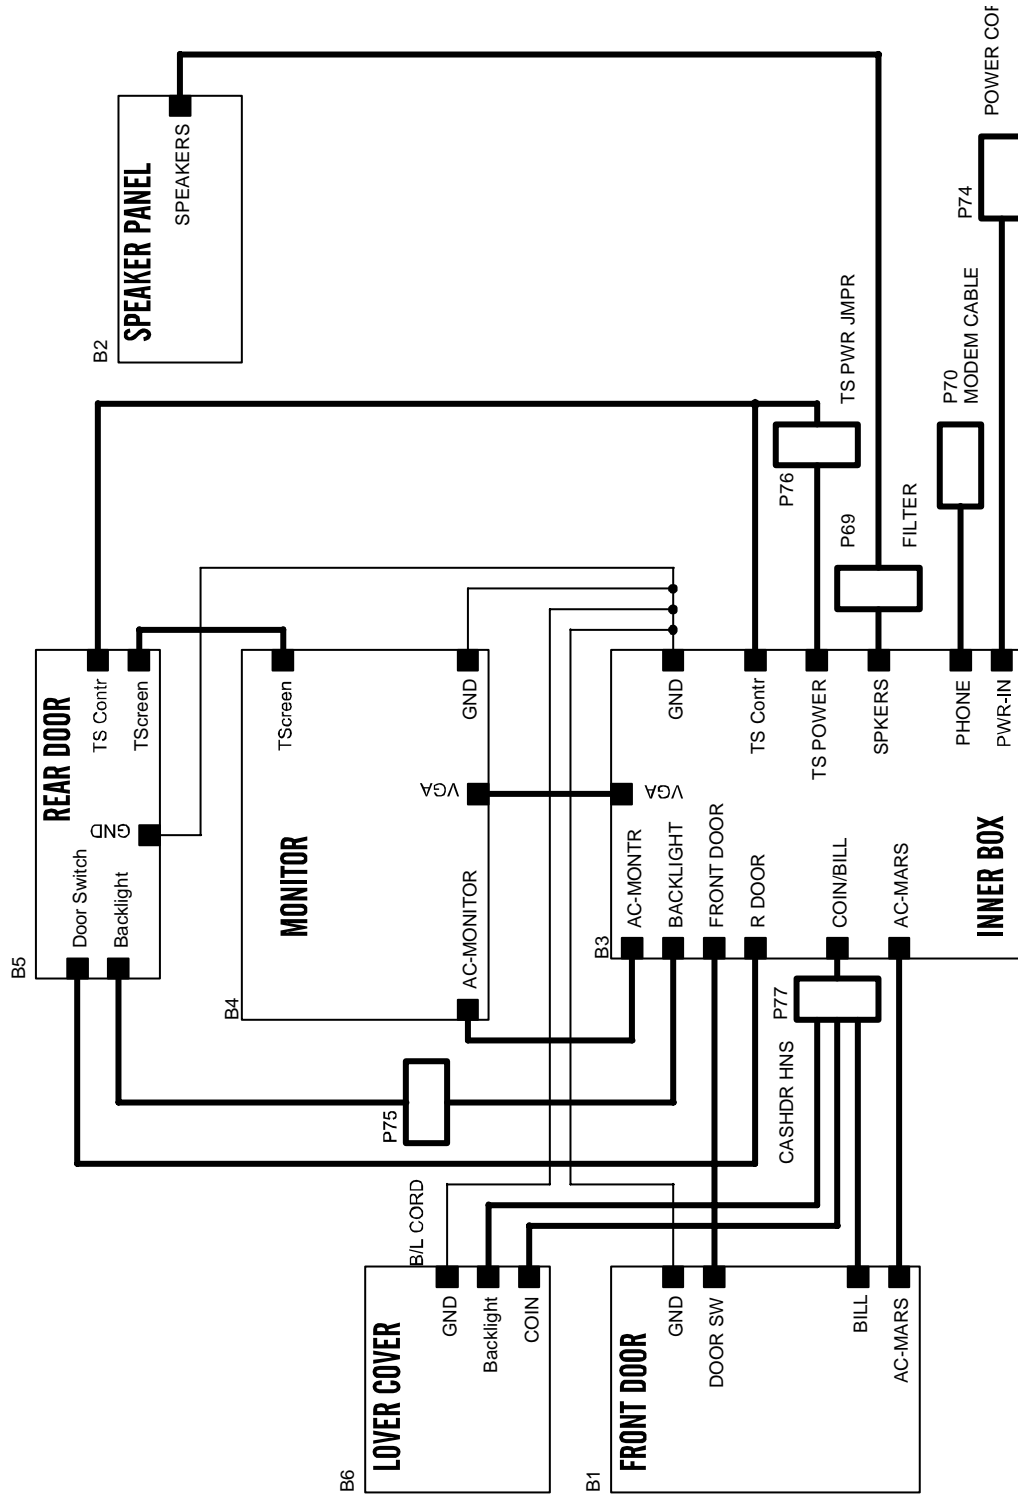 B2
SPEAKER PANEL
SPEAKERS
B5
REAR DOOR
TS Contr
TScreen
GND
Door Switch
Backlight
B4
MONITOR
TScreen
GND
VGA
AC-MONITOR
B3
INNER BOX
GND
TS Contr
TS POWER
SPKERS
PHONE
PWR-IN
VGA
AC-MONTR
BACKLIGHT
FRONT DOOR
R DOOR
COIN/BILL
AC-MARS
P76
TS PWR JMPR
P69
FILTER
P70
MODEM CABLE
P74
POWER COR
P75
P77
CASHDR HNS
B/L CORD
B6
LOVER COVER
GND
Backlight
COIN
B1
FRONT DOOR
GND
DOOR SW
BILL
AC-MARS